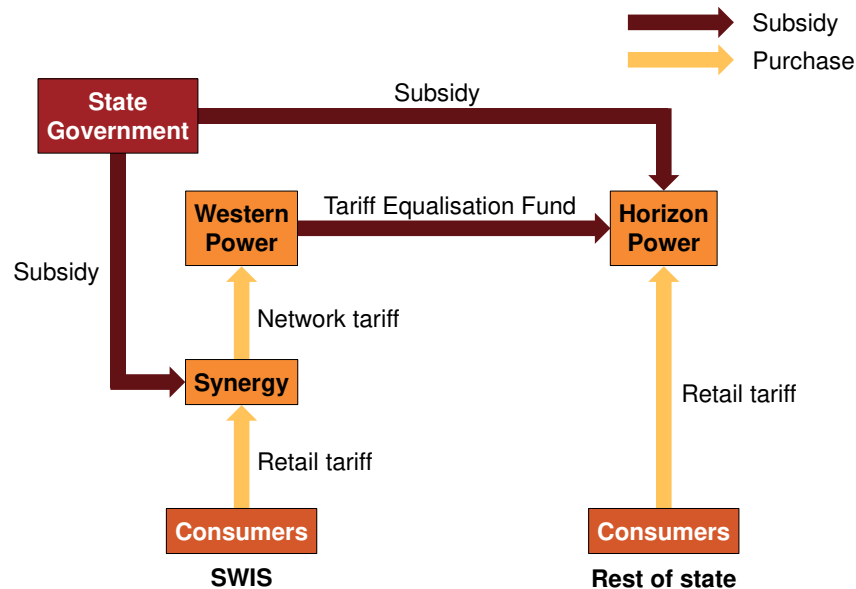 Subsidy
Purchase
State
Government
Subsidy
Western
Power
Tariff Equalisation Fund
Horizon
Power
Subsidy
Network tariff
Synergy
Retail tariff
Retail tariff
Consumers
Consumers
SWIS
Rest of state